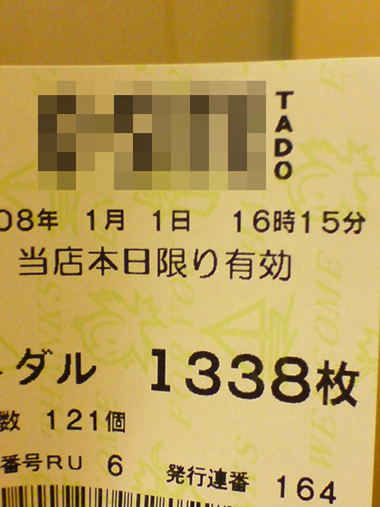 TADO
08年 1月 1日 16時15分
当店本日限り有効
ダル 1338枚
数 121個
番号RU 6 発行連番 164
WELCOME